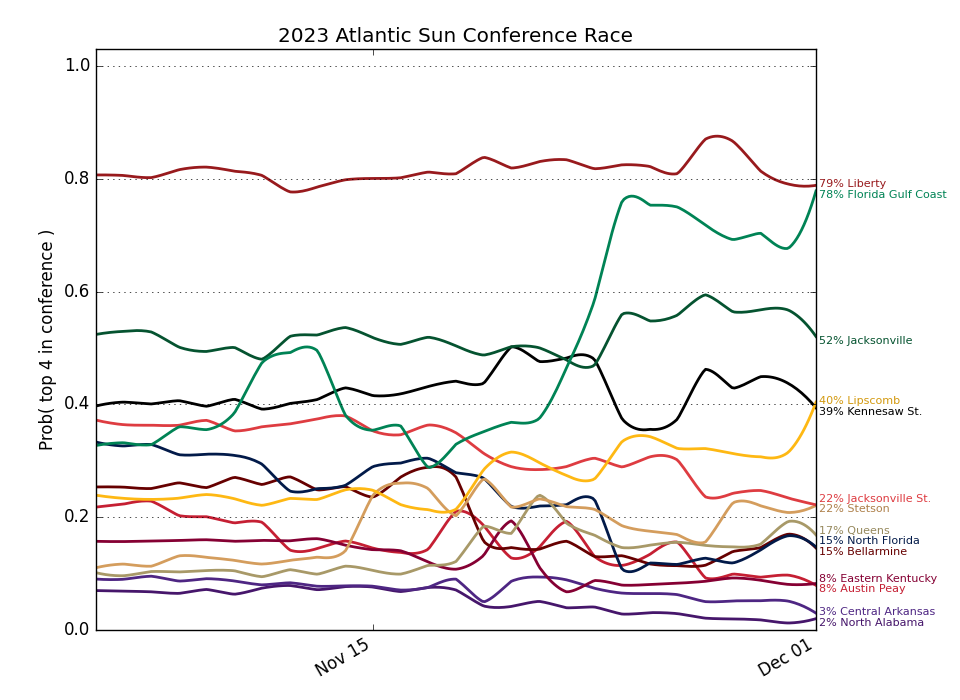 2023 Atlantic Sun Conference Race
Prob( top 4 in conference )
1.0
0.8
0.6
0.4
0.2
0.0
Nov 15
Dec 01
79% Liberty
78% Florida Gulf Coast
52% Jacksonville
40% Lipscomb
39% Kennesaw St.
22% Jacksonville St.
22% Stetson
17% Queens
15% North Florida
15% Bellarmine
8% Eastern Kentucky
8% Austin Peay
3% Central Arkansas
2% North Alabama